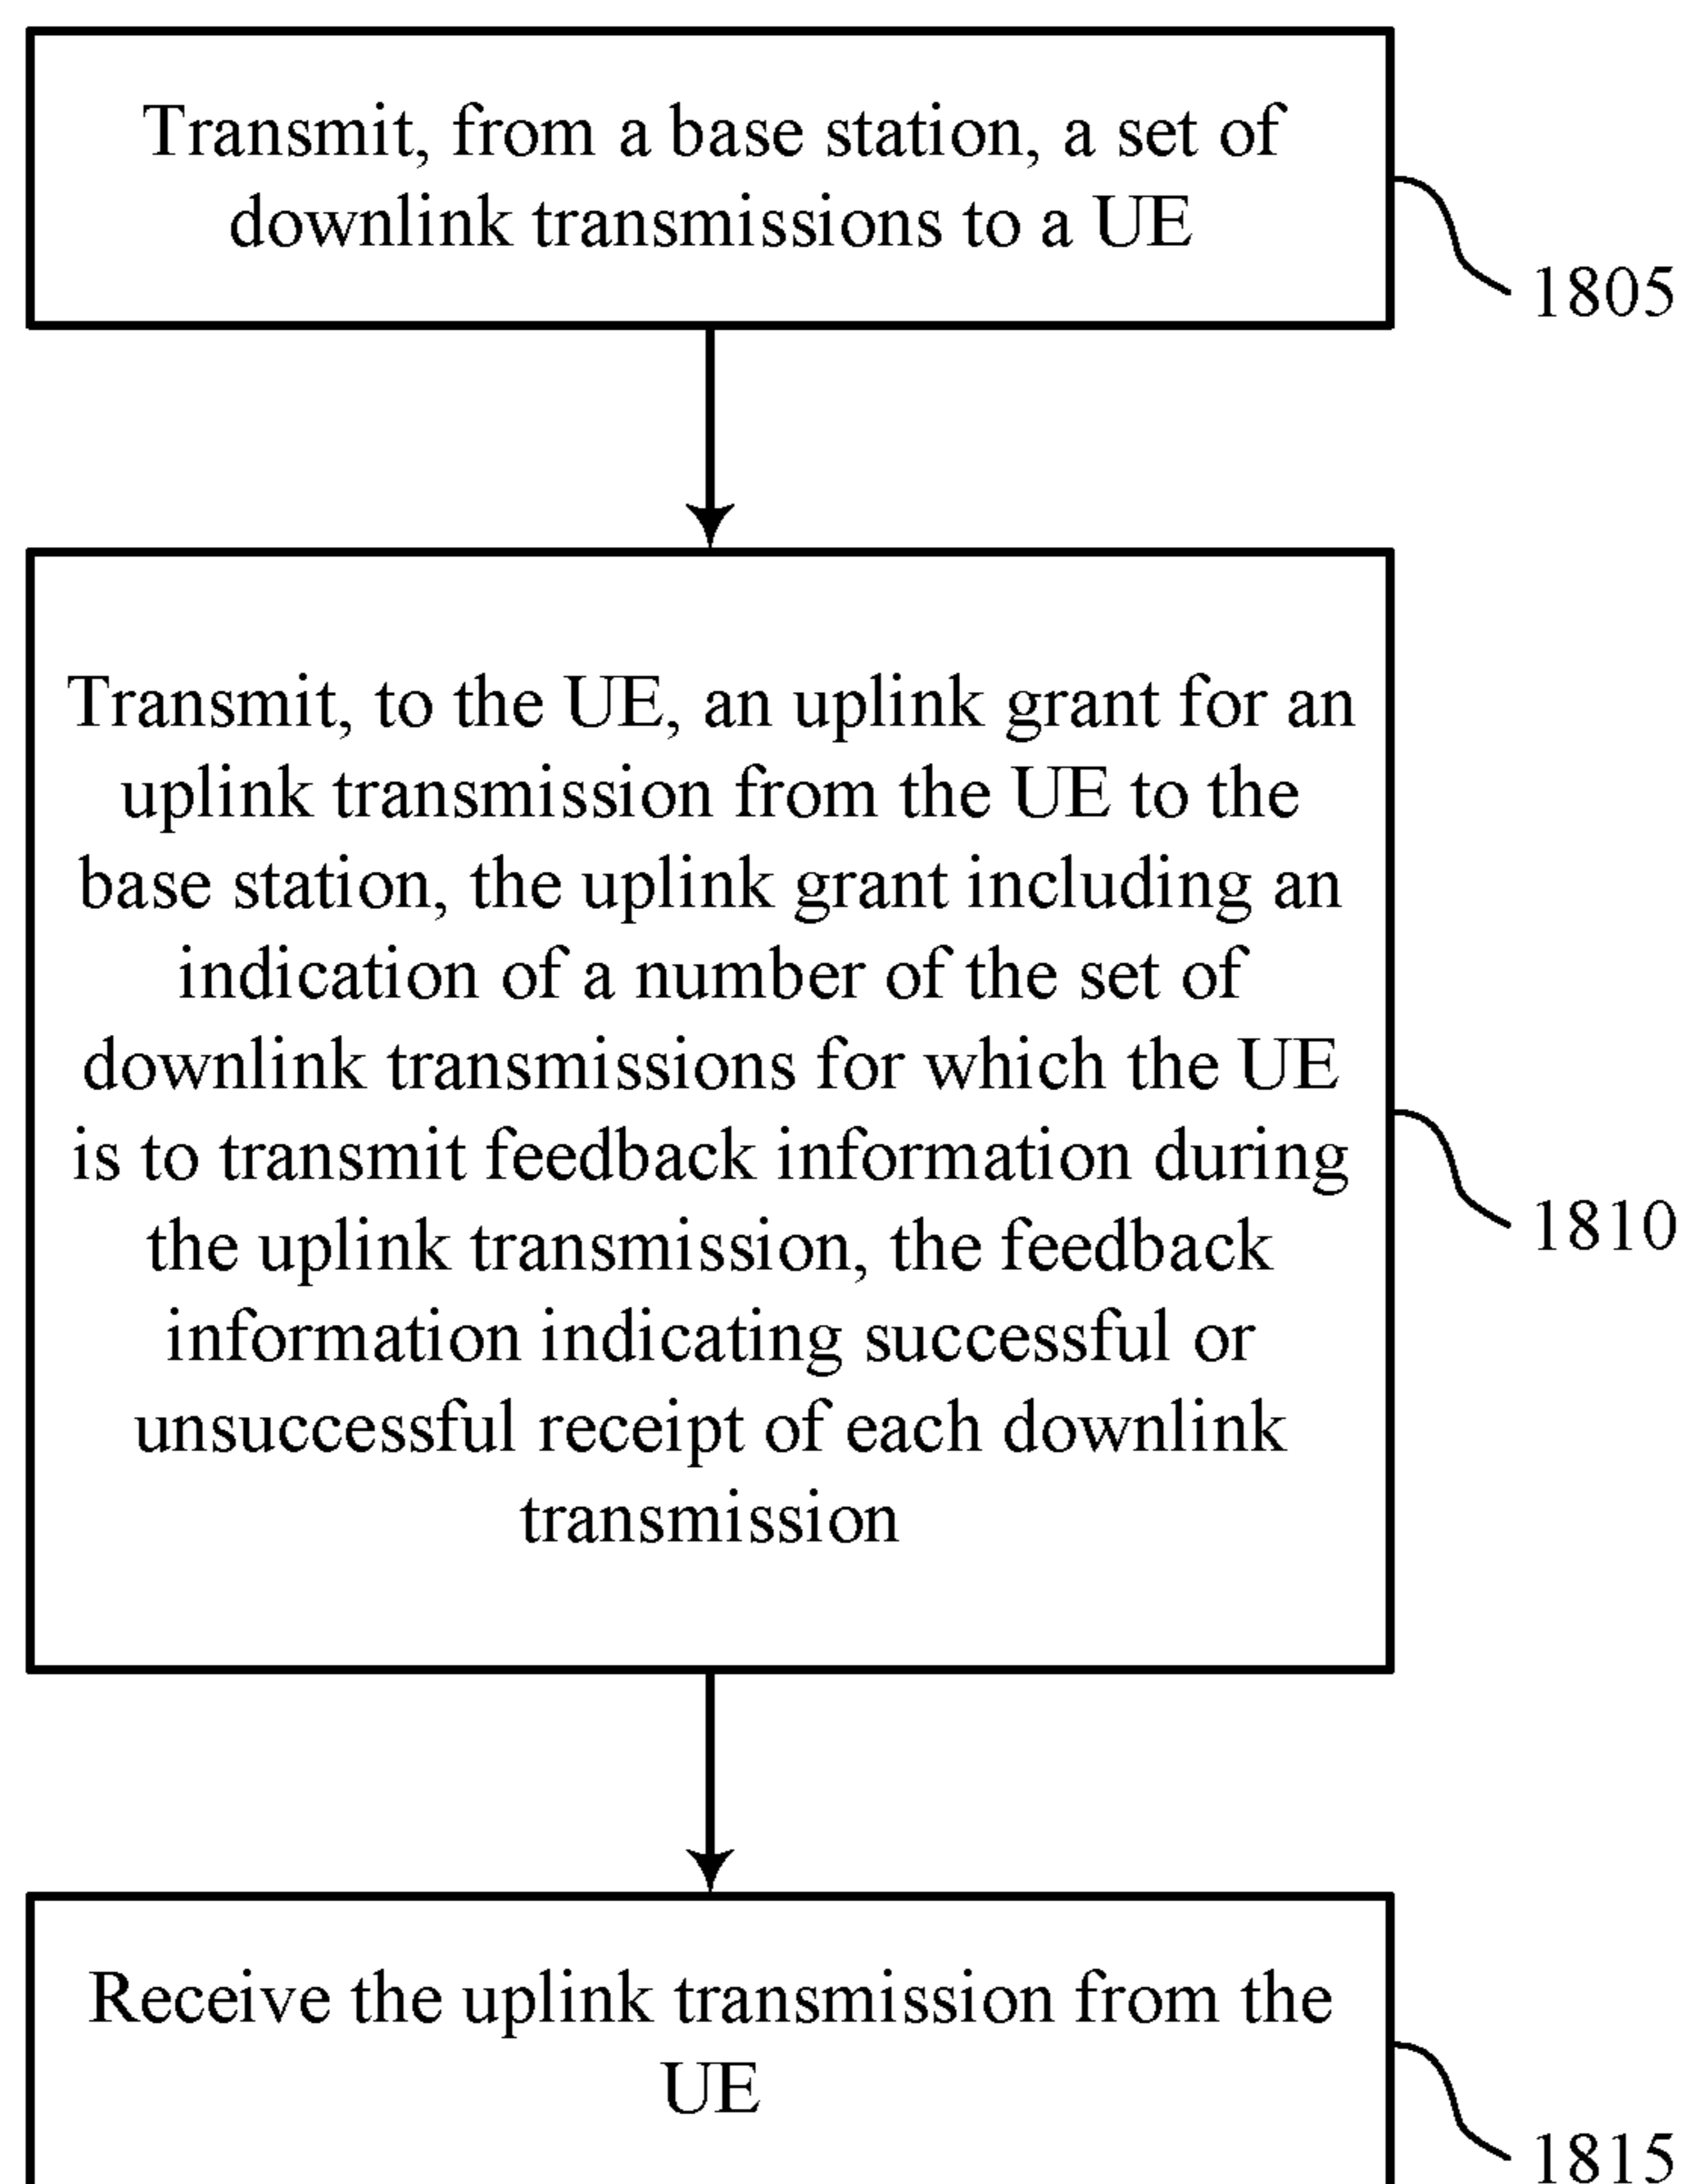 Transmit, from a base station, a set of
downlink transmissions to a UE
1805
Transmit, to the UE, an uplink grant for an
uplink transmission from the UE to the
base station, the uplink grant including an
indication of a number of the set of
downlink transmissions for which the UE
is to transmit feedback information during
the uplink transmission, the feedback
information indicating successful or
unsuccessful receipt of each downlink
transmission
1810
Receive the uplink transmission from the
UE
1815